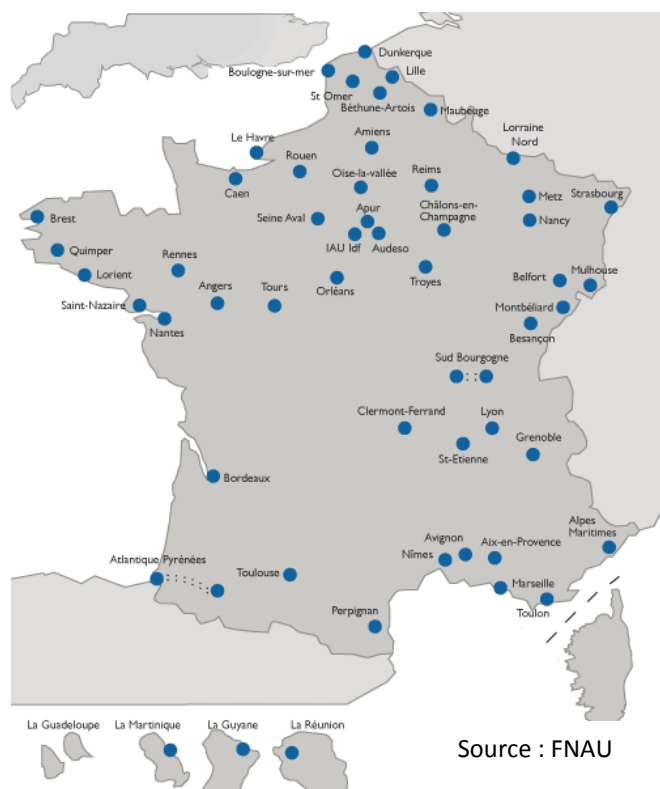 Dunkerque
Boulogne-sur-mer
Lille
St Omer
Béthune-Artois
Maubeuge
Le Havre
Amiens
Lorraine
Nord
Rouen
Oise-la-vallée
Reims
Caen
Metz
Strasbourg
Seine Aval
Apur
Châlons-en-
Champagne
Nancy
Brest
IAU Idf
Audeso
Quimper
Rennes
Lorient
Troyes
Belfort
Mulhouse
Angers
Tours
Orléans
Saint-Nazaire
Montbéliard
Nantes
Besançon
Sud Bourgogne
Clermont-Ferrand
Lyon
Grenoble
St-Etienne
Bordeaux
Alpes
Maritimes
Avignon
Aix-en-Provence
Nîmes
Atlantique Pyrénées
Toulouse
Marseille
Toulon
Perpignan
La Guadeloupe
La Martinique
La Guyane
La Réunion
Source : FNAU